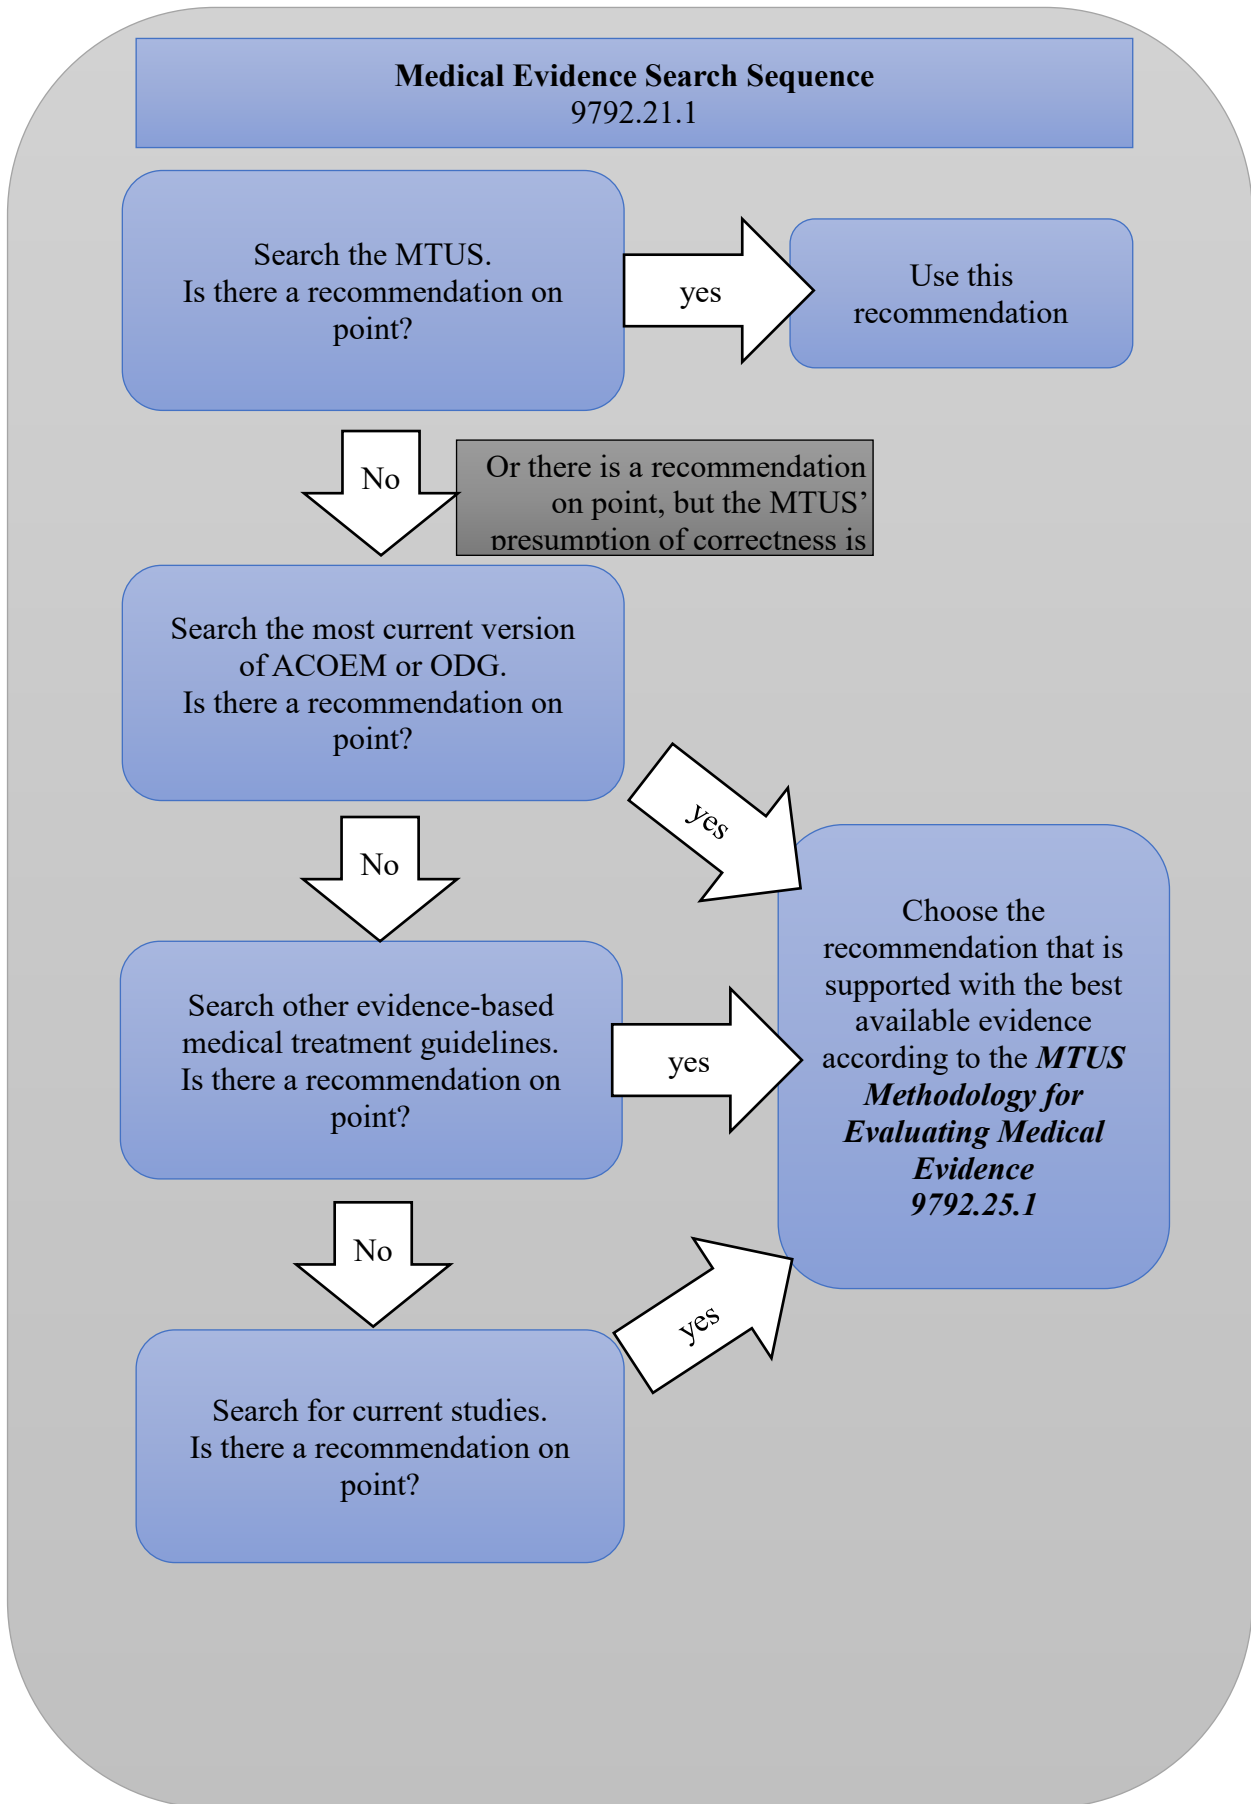 Medical Evidence Search Sequence
9792.21.1
Search the MTUS.
Is there a recommendation on
point?
yes
Use this
recommendation
No
Or there is a recommendation
on point, but the MTUS’
presumption of correctness is
Search the most current version
of ACOEM or ODG.
Is there a recommendation on
point?
yes
No
Search other evidence-based
medical treatment guidelines.
Is there a recommendation on
point?
yes
Choose the
recommendation that is
supported with the best
available evidence
according to the MTUS
Methodology for
Evaluating Medical
Evidence
9792.25.1
No
yes
Search for current studies.
Is there a recommendation on
point?